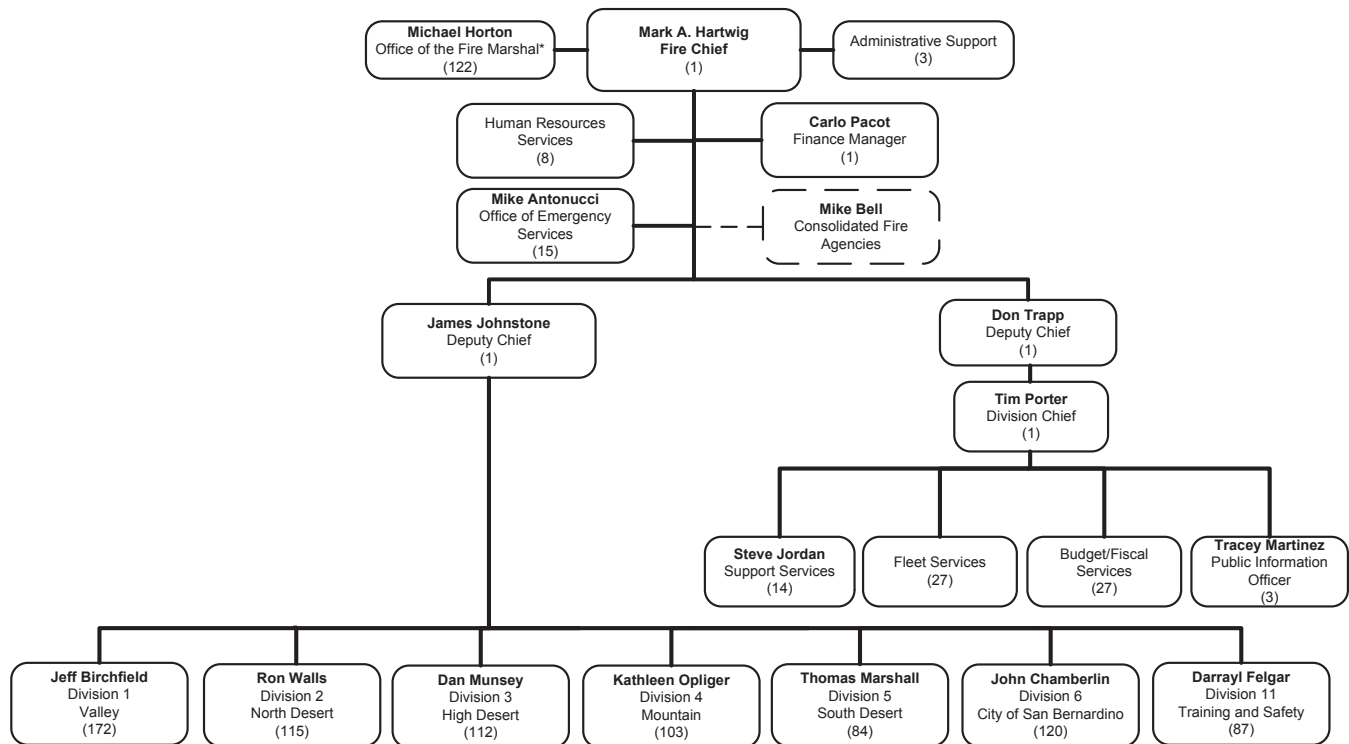 Michael Horton
Office of the Fire Marshal*
(122)
Mark A. Hartwig
Fire Chief
(1)
Administrative Support
(3)
Human Resources
Services
(8)
Carlo Pacot
Finance Manager
(1)
Mike Antonucci
Office of Emergency
Services
(15)
Mike Bell
Consolidated Fire
Agencies
James Johnstone
Deputy Chief
(1)
Don Trapp
Deputy Chief
(1)
Tim Porter
Division Chief
(1)
Steve Jordan
Support Services
(14)
Fleet Services
(27)
Budget/Fiscal
Services
(27)
Tracey Martinez
Public Information
Officer
(3)
Jeff Birchfield
Division 1
Valley
(172)
Ron Walls
Division 2
North Desert
(115)
Dan Munsey
Division 3
High Desert
(112)
Kathleen Opliger
Division 4
Mountain
(103)
Thomas Marshall
Division 5
South Desert
(84)
John Chamberlin
Division 6
City of San Bernardino
(120)
Darrayl Felgar
Division 11
Training and Safety
(87)